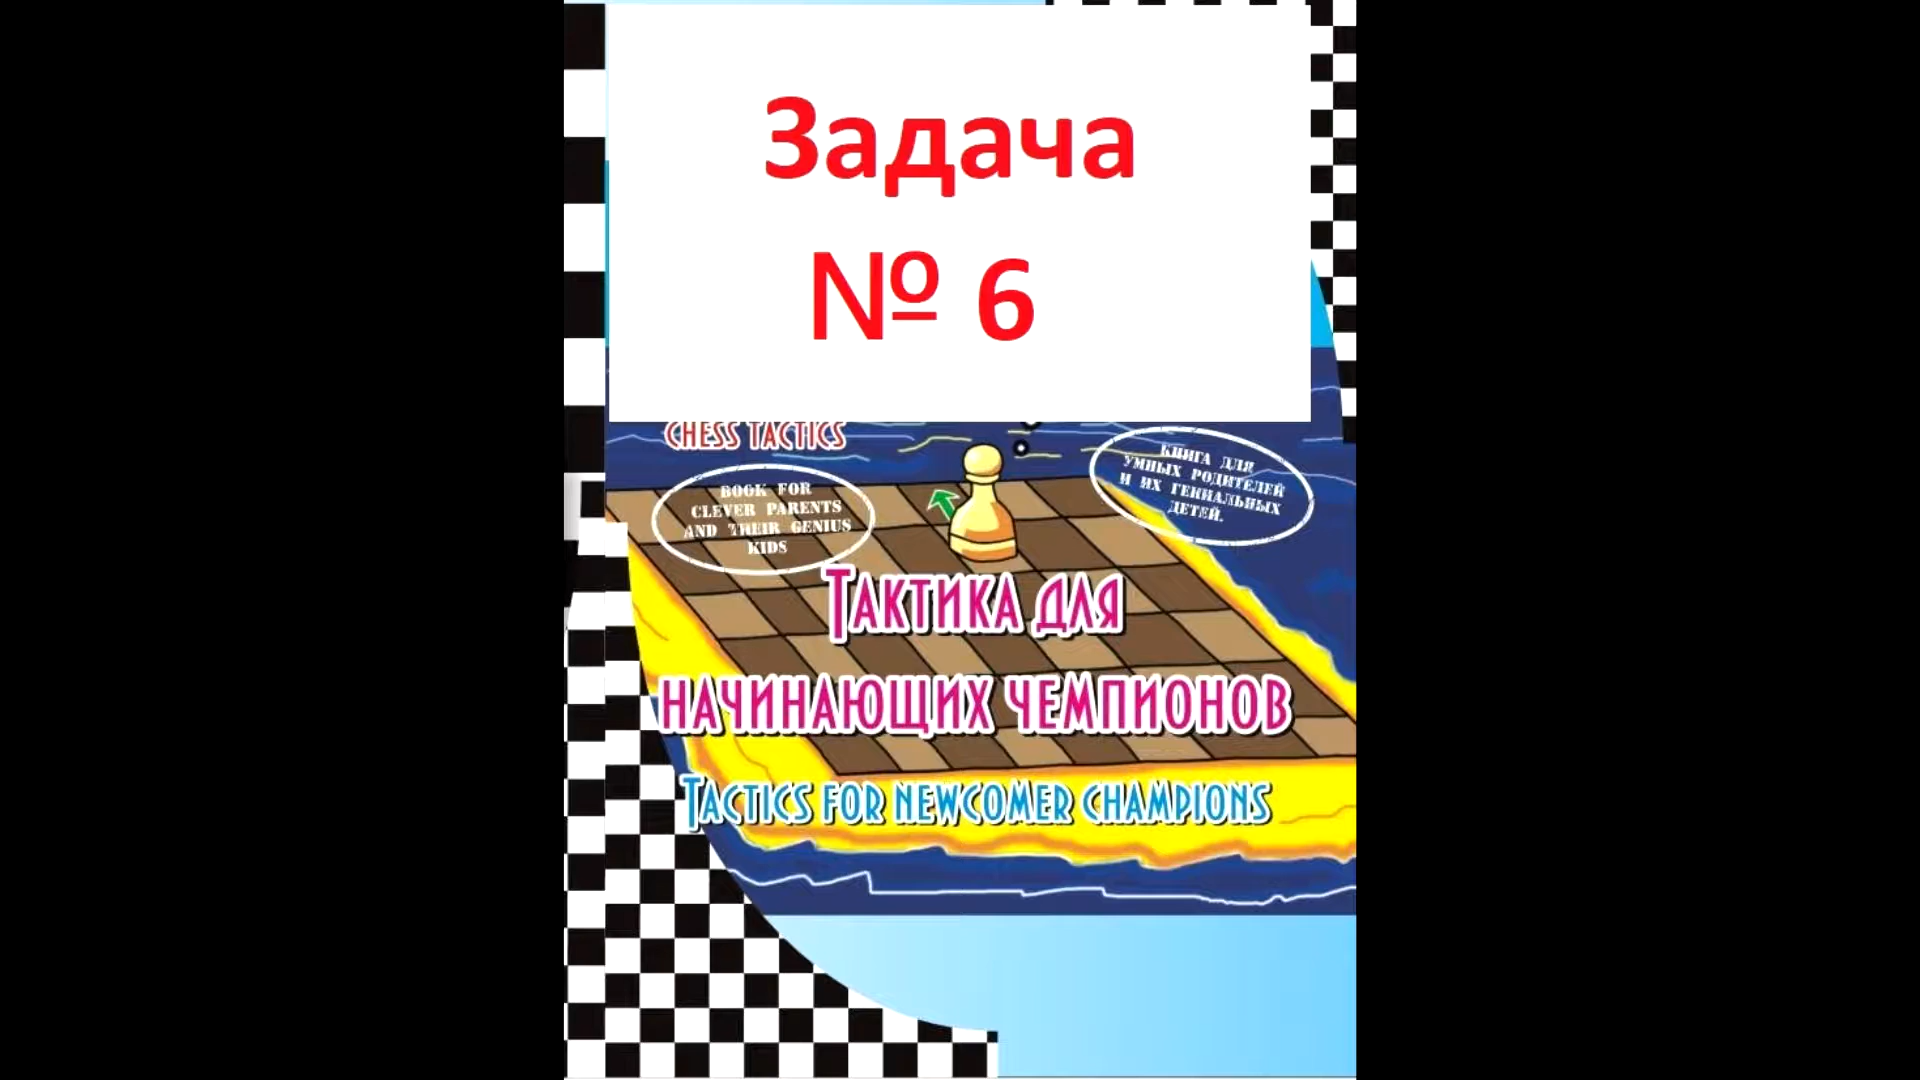 Задача
№ 6
CHESS TACTICS
BOOK FOR
CLEVER PARENTS
AND THEIR GENIUS
KIDS
КНИГА ДЛЯ
УМНЫХ РОДИТЕЛЕЙ
И ИХ ГЕНИАЛЬНЫХ
ДЕТЕЙ.
ТАКТИКА ДЛЯ
НАЧИНАЮЩИХ ЧЕМПИОНОВ
TACTICS FOR NEWCOMER CHAMPIONS